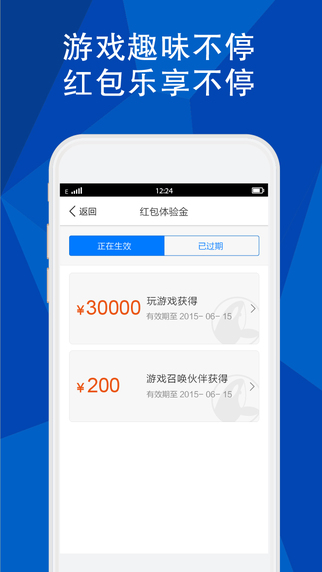 游戏趣味不停
红包乐享不停
E 12:24
返回 红包体验金
正在生效 已过期
¥30000 玩游戏获得
有效期至 2015- 06- 15
¥200 游戏召唤伙伴获得
有效期至 2015- 06- 15